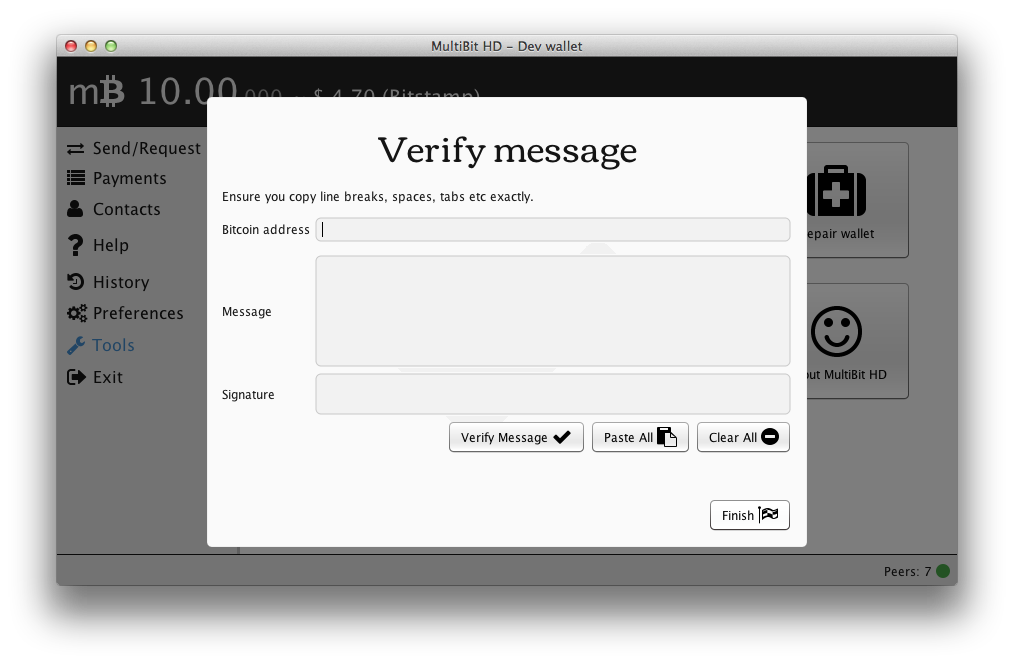 MultiBit HD – Dev wallet
mB 10.00 000 ~ $ 4.70 (Bitstamp)
Send/Request
Payments
Contacts
Help
History
Preferences
Tools
Exit
Verify message
Ensure you copy line breaks, spaces, tabs etc exactly.
Bitcoin address
Message
Signature
Verify Message
Paste All
Clear All
Finish
epair wallet
out MultiBit HD
Peers: 7